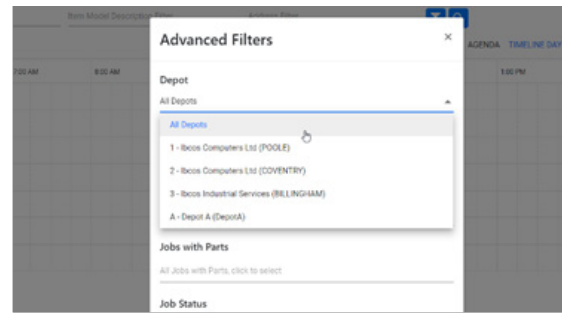 Item Model Description Filter Address Filter
Advanced Filters ×
AGENDA TIMELINE DAY
7:00 AM 8:00 AM 1:00 PM
Depot
All Depots
All Depots
1 - Ibcos Computers Ltd (POOLE)
2 - Ibcos Computers Ltd (COVENTRY)
3 - Ibcos Industrial Services (BILLINGHAM)
A - Depot A (DepotA)
Jobs with Parts
All Jobs with Parts, click to select
Job Status